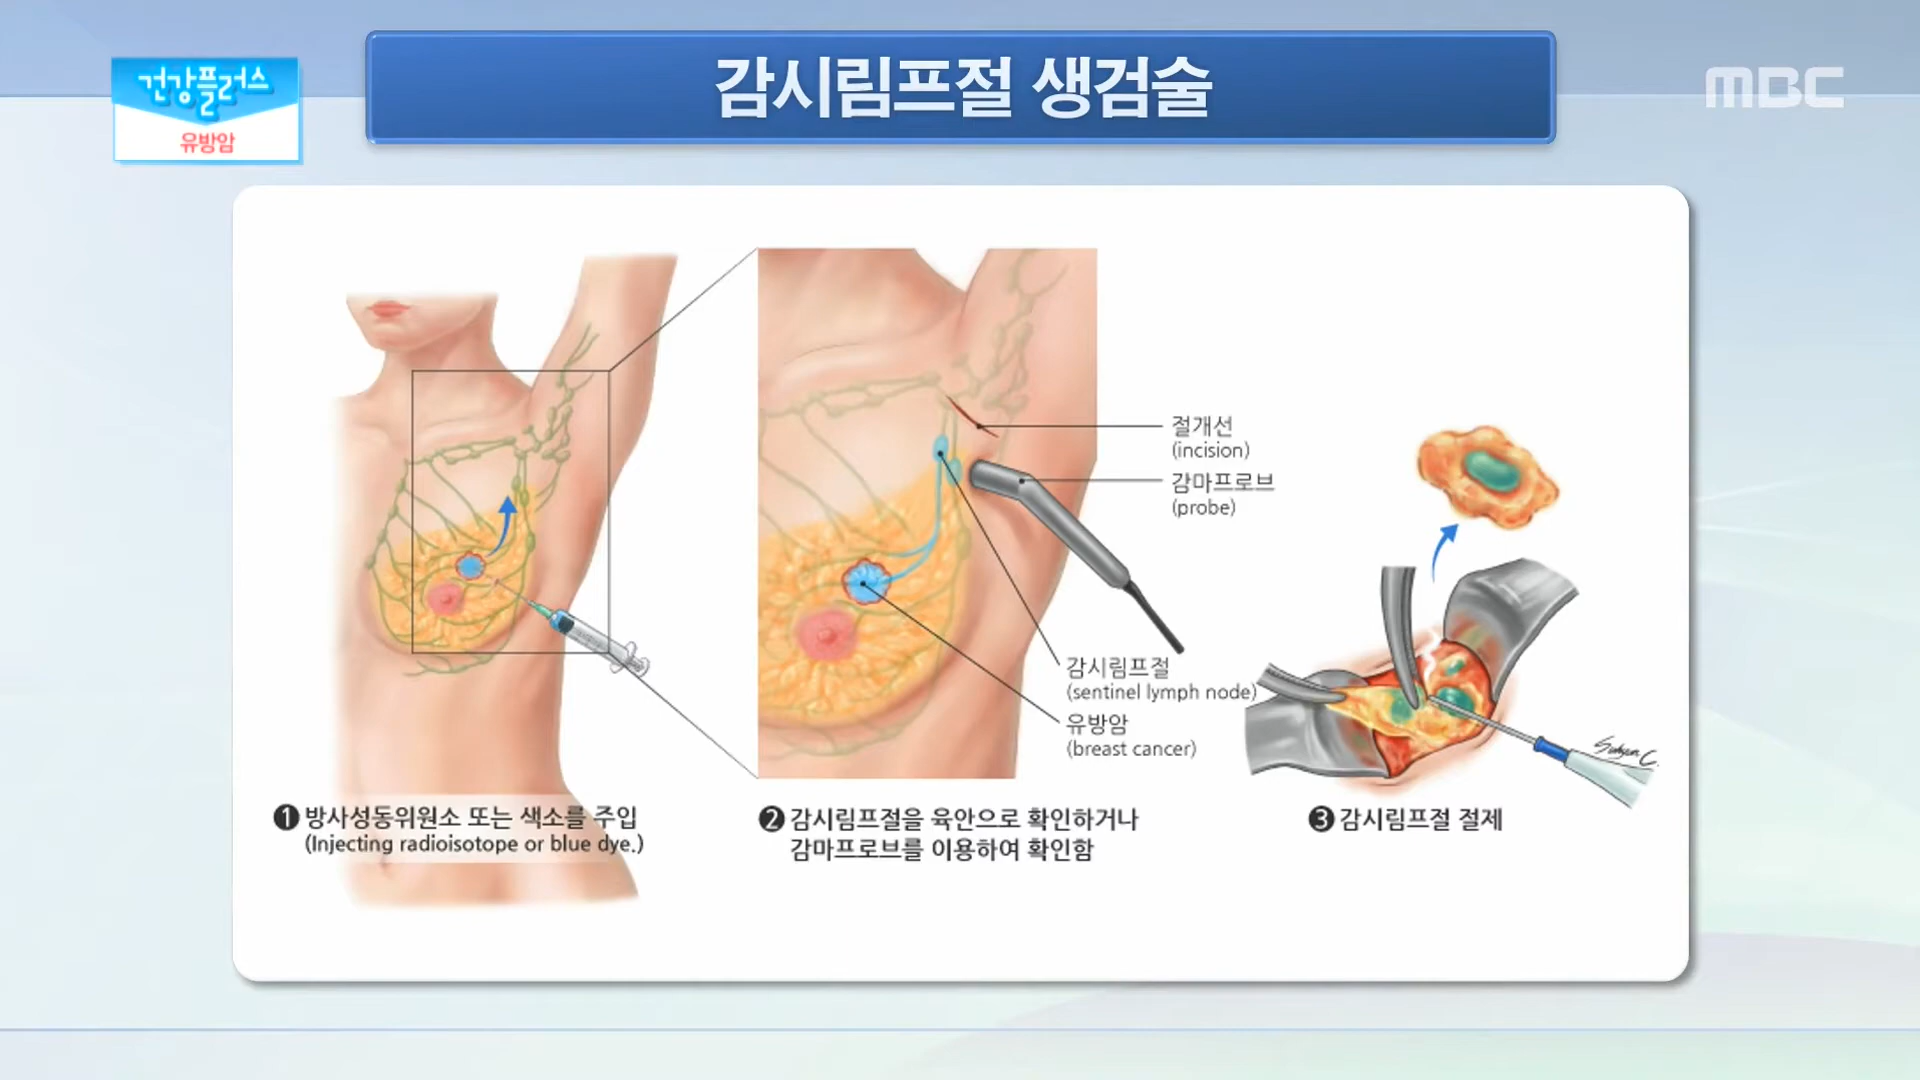 건강플러스
유방암
감시림프절 생검술
MBC
절개선
(incision)
감마프로브
(probe)
감시림프절
(sentinel lymph node)
유방암
(breast cancer)
❶ 방사성동위원소 또는 색소를 주입
(Injecting radioisotope or blue dye.)
❷ 감시림프절을 육안으로 확인하거나
감마프로브를 이용하여 확인함
❸ 감시림프절 절제